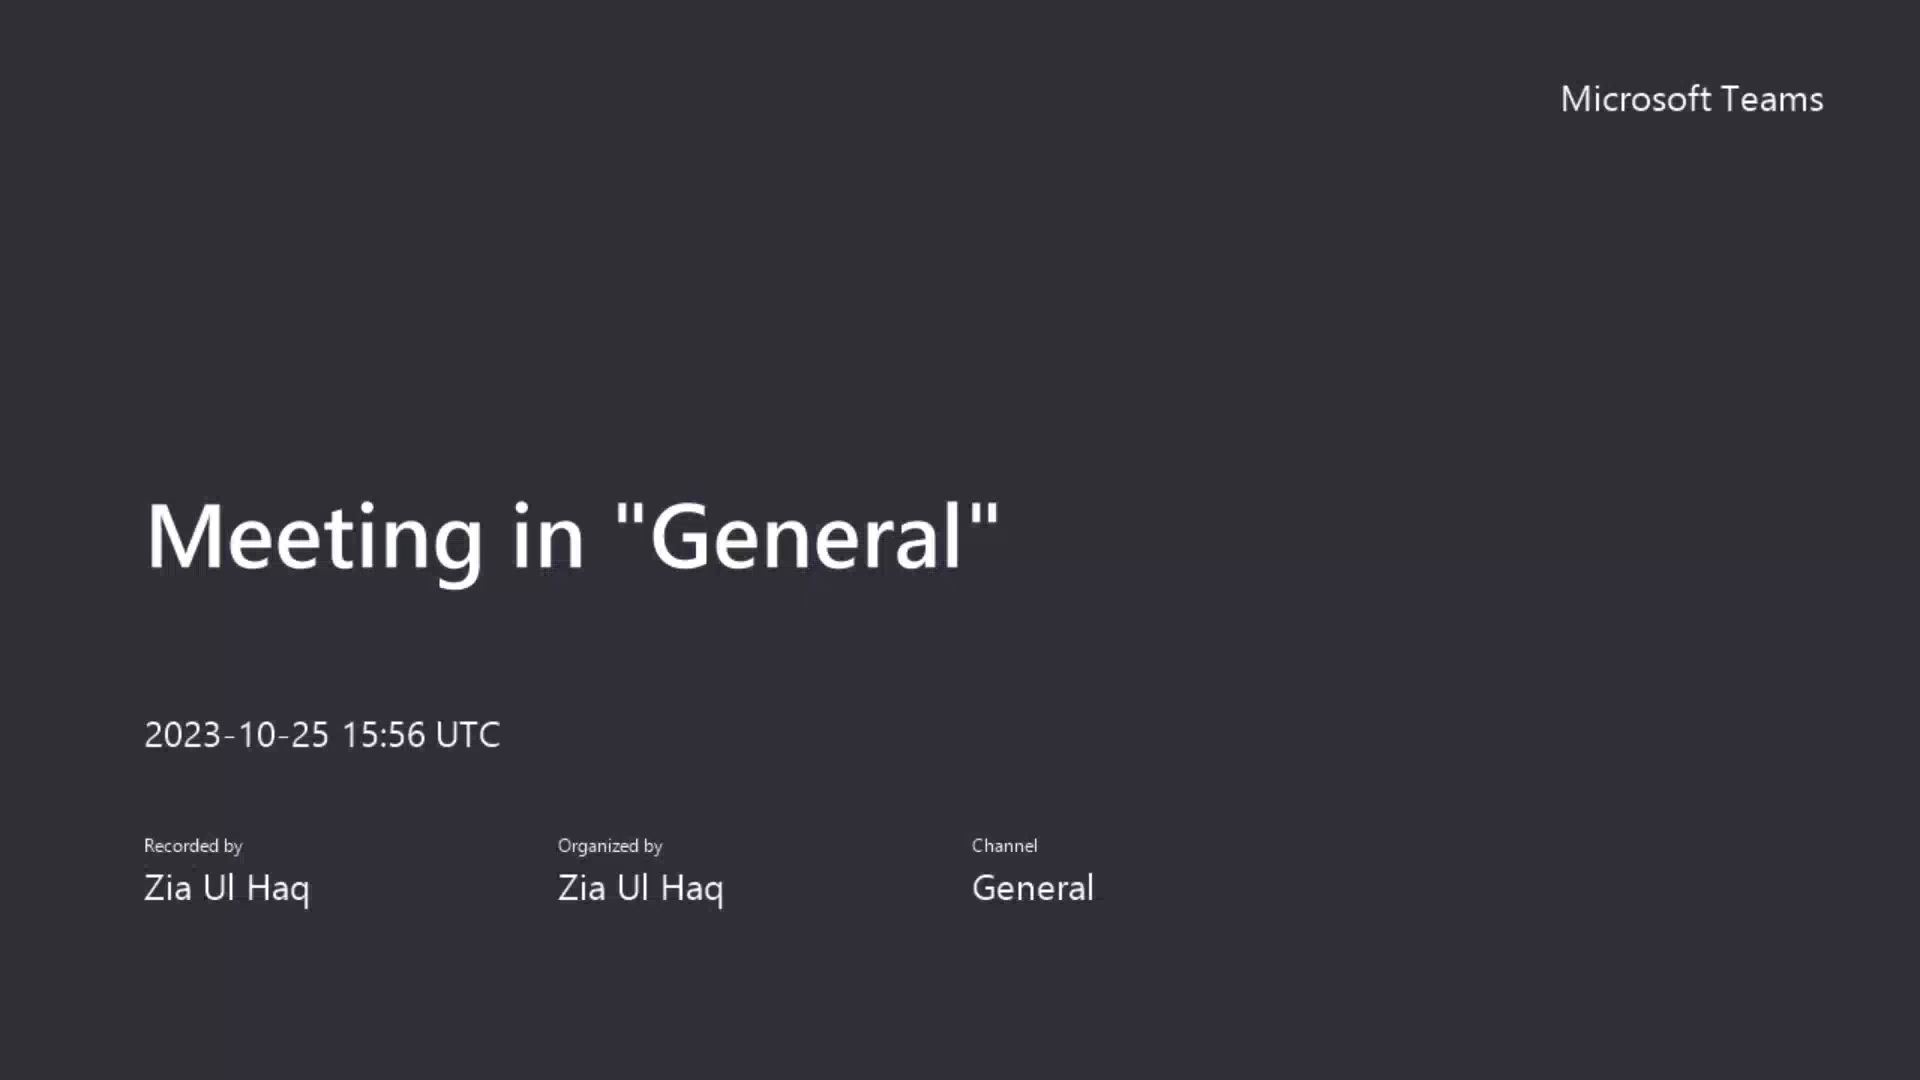 Microsoft Teams
Meeting in "General"
2023-10-25 15:56 UTC
Recorded by
Zia Ul Haq
Organized by
Zia Ul Haq
Channel
General